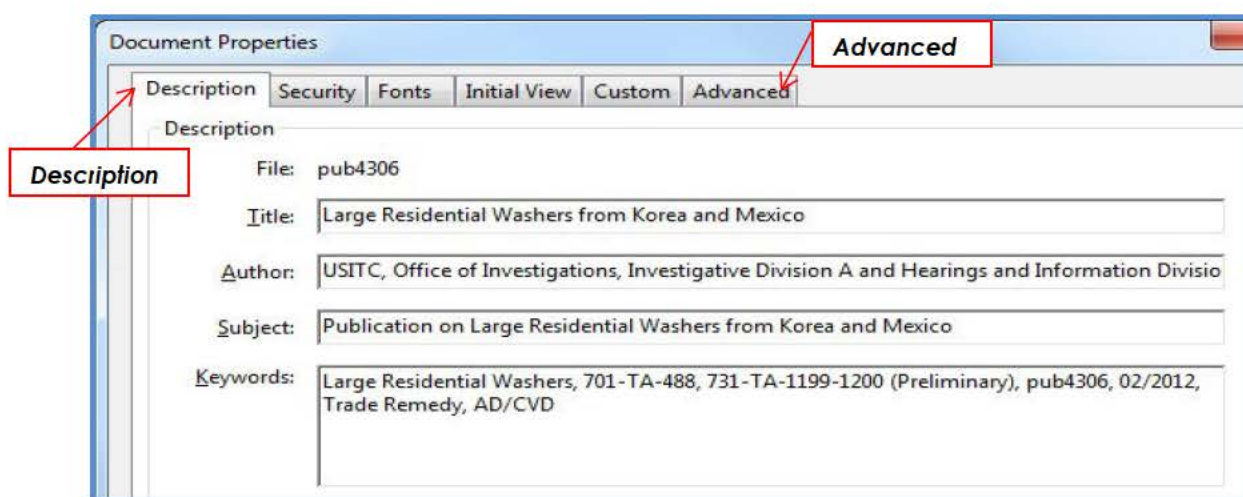 Document Properties
Advanced
Description Security Fonts Initial View Custom Advanced
Description
Description
File: pub4306
Title: Large Residential Washers from Korea and Mexico
Author: USITC, Office of Investigations, Investigative Division A and Hearings and Information Divisio
Subject: Publication on Large Residential Washers from Korea and Mexico
Keywords: Large Residential Washers, 701-TA-488, 731-TA-1199-1200 (Preliminary), pub4306, 02/2012,
Trade Remedy, AD/CVD